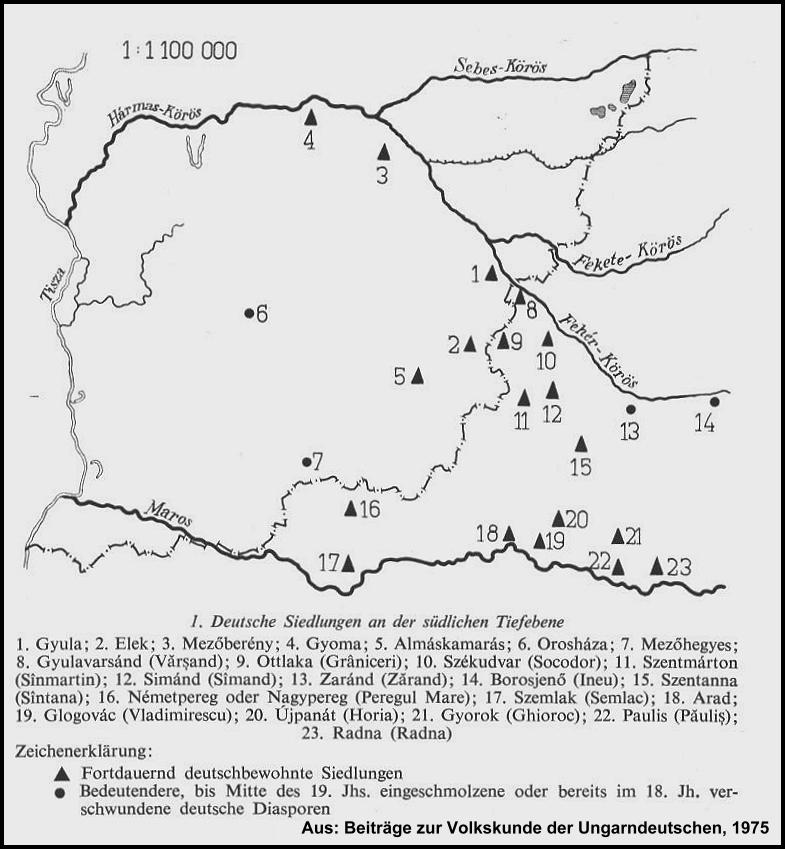 1:1 100 000
Sebes-Körös
Hármas-Körös
4
3
Fekete-Körös
Tisza
1
8
6
Fehér-Körös
2
9
10
5
11
12
13
14
15
7
16
Maros
18
19
20
21
17
22
23
1. Deutsche Siedlungen an der südlichen Tiefebene
1. Gyula; 2. Elek; 3. Mezőberény; 4. Gyoma; 5. Almáskamarás; 6. Orosháza; 7. Mezőhegyes;
8. Gyulavarsánd (Vărșand); 9. Ottlaka (Grâniceri); 10. Székudvar (Socodor); 11. Szentmárton
(Sînmartin); 12. Simánd (Sîmand); 13. Zaránd (Zărand); 14. Borosjenő (Ineu); 15. Szentanna
(Sîntana); 16. Németpereg oder Nagypereg (Peregul Mare); 17. Szemlak (Semlac); 18. Arad;
19. Glogovác (Vladimirescu); 20. Újpanát (Horia); 21. Gyorok (Ghioroc); 22. Paulis (Păuliș);
23. Radna (Radna)
Zeichenerklärung:
Fortdauernd deutschbewohnte Siedlungen
Bedeutendere, bis Mitte des 19. Jhs. eingeschmolzene oder bereits im 18. Jh. ver-
schwundene deutsche Diasporen
Aus: Beiträge zur Volkskunde der Ungarndeutschen, 1975